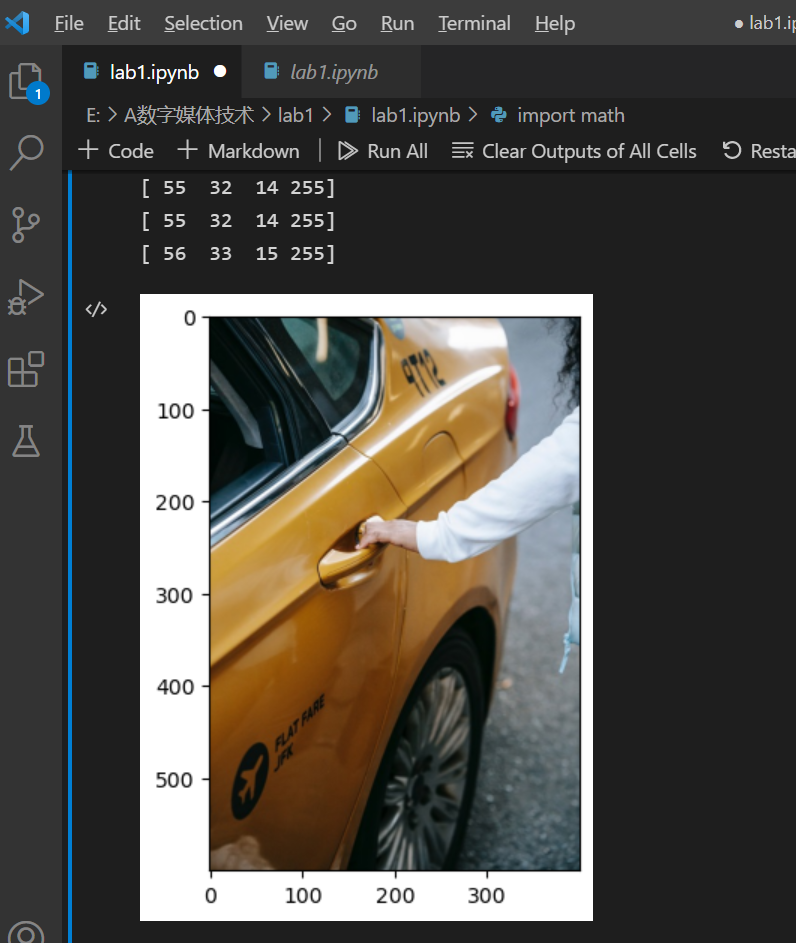 File Edit Selection View Go Run Terminal Help ● lab1.ip
1
lab1.ipynb ● lab1.ipynb
E: > A数字媒体技术 > lab1 > lab1.ipynb > import math
+ Code + Markdown | Run All Clear Outputs of All Cells Resta
[ 55 32 14 255]
[ 55 32 14 255]
[ 56 33 15 255]
0
100
200
300
400
500
9T12
FLAT FARE
JFK
0 100 200 300